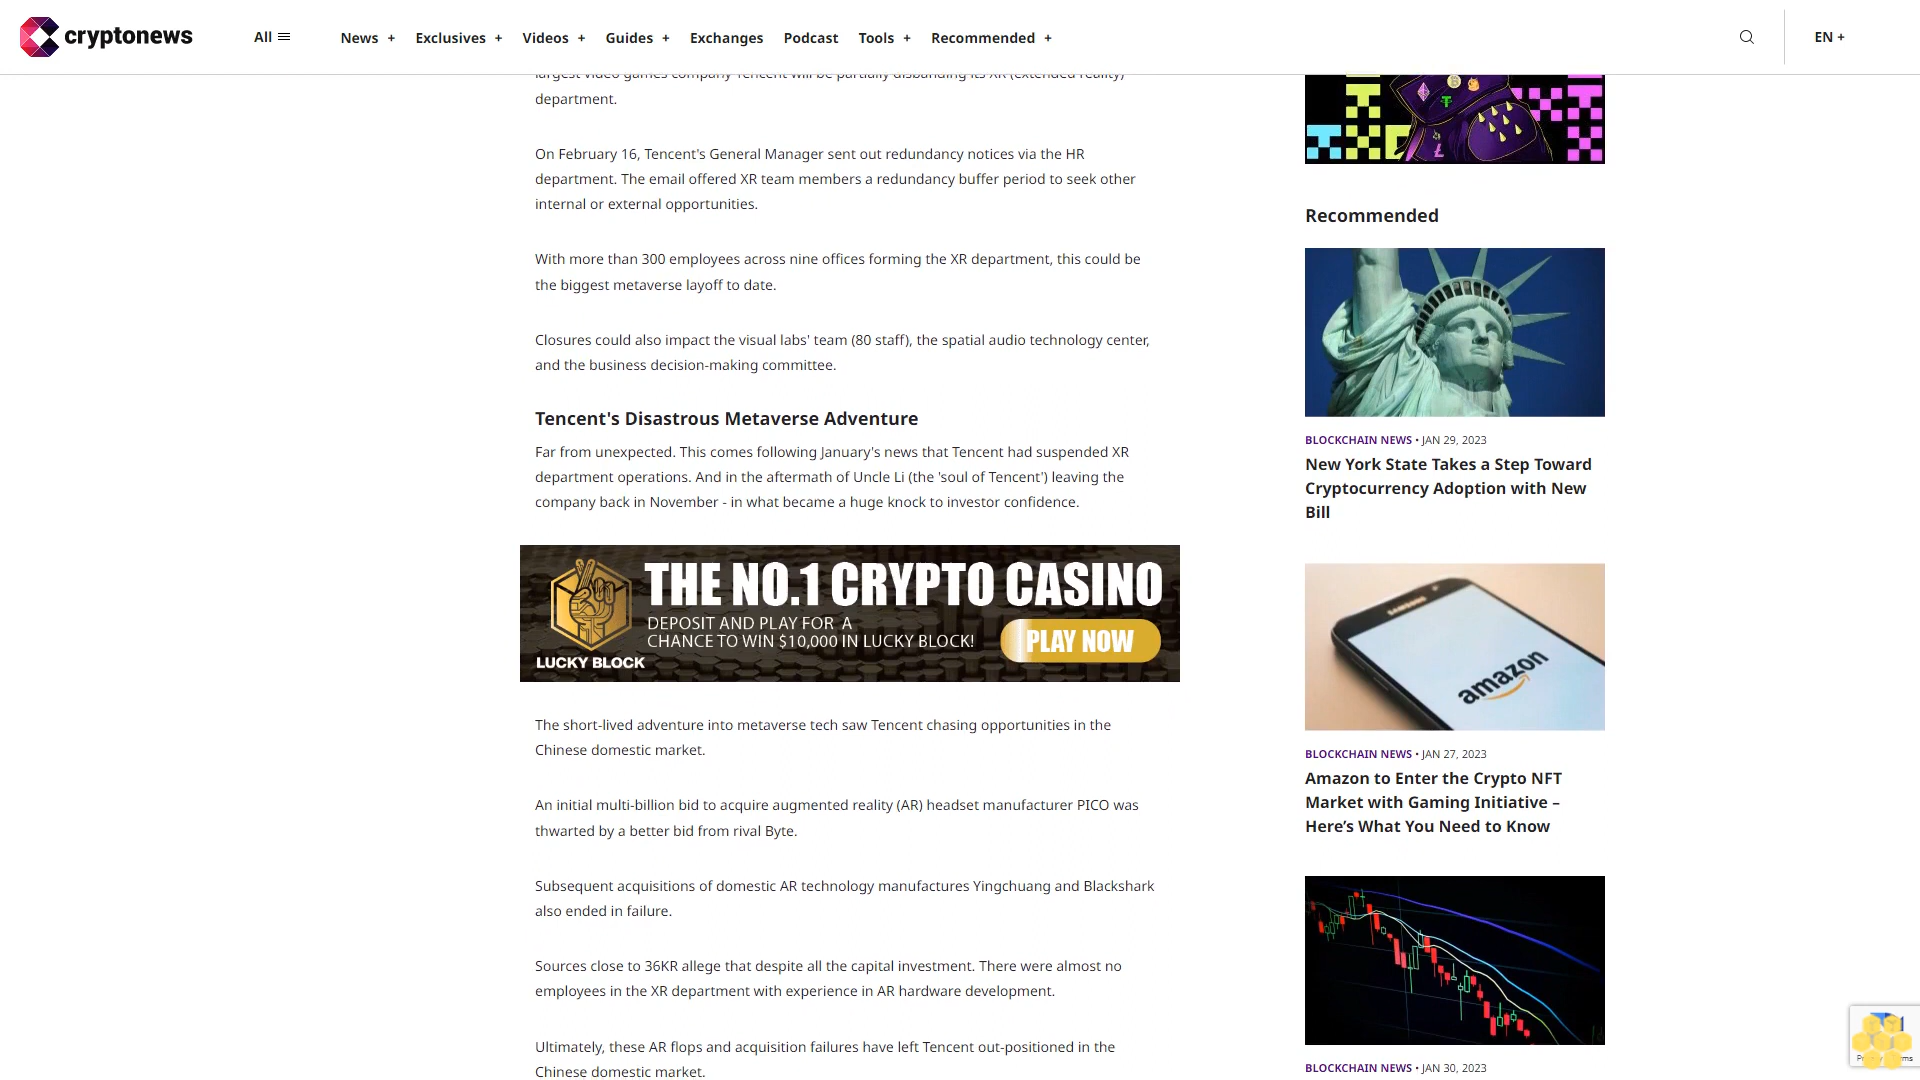 cryptonews
All
News +
Exclusives +
Videos +
Guides +
Exchanges
Podcast
Tools +
Recommended +
EN +
largest video games company Tencent will be partially disbanding its XR (extended reality)
department.
On February 16, Tencent's General Manager sent out redundancy notices via the HR
department. The email offered XR team members a redundancy buffer period to seek other
internal or external opportunities.
With more than 300 employees across nine offices forming the XR department, this could be
the biggest metaverse layoff to date.
Closures could also impact the visual labs' team (80 staff), the spatial audio technology center,
and the business decision-making committee.
Tencent's Disastrous Metaverse Adventure
Far from unexpected. This comes following January's news that Tencent had suspended XR
department operations. And in the aftermath of Uncle Li (the 'soul of Tencent') leaving the
company back in November - in what became a huge knock to investor confidence.
THE NO.1 CRYPTO CASINO
DEPOSIT AND PLAY FOR A
CHANCE TO WIN $10,000 IN LUCKY BLOCK!
PLAY NOW
LUCKY BLOCK
The short-lived adventure into metaverse tech saw Tencent chasing opportunities in the
Chinese domestic market.
An initial multi-billion bid to acquire augmented reality (AR) headset manufacturer PICO was
thwarted by a better bid from rival Byte.
Subsequent acquisitions of domestic AR technology manufactures Yingchuang and Blackshark
also ended in failure.
Sources close to 36KR allege that despite all the capital investment. There were almost no
employees in the XR department with experience in AR hardware development.
Ultimately, these AR flops and acquisition failures have left Tencent out-positioned in the
Chinese domestic market.
Recommended
BLOCKCHAIN NEWS • JAN 29, 2023
New York State Takes a Step Toward
Cryptocurrency Adoption with New
Bill
SAMSUNG
amazon
BLOCKCHAIN NEWS • JAN 27, 2023
Amazon to Enter the Crypto NFT
Market with Gaming Initiative –
Here's What You Need to Know
BLOCKCHAIN NEWS • JAN 30, 2023